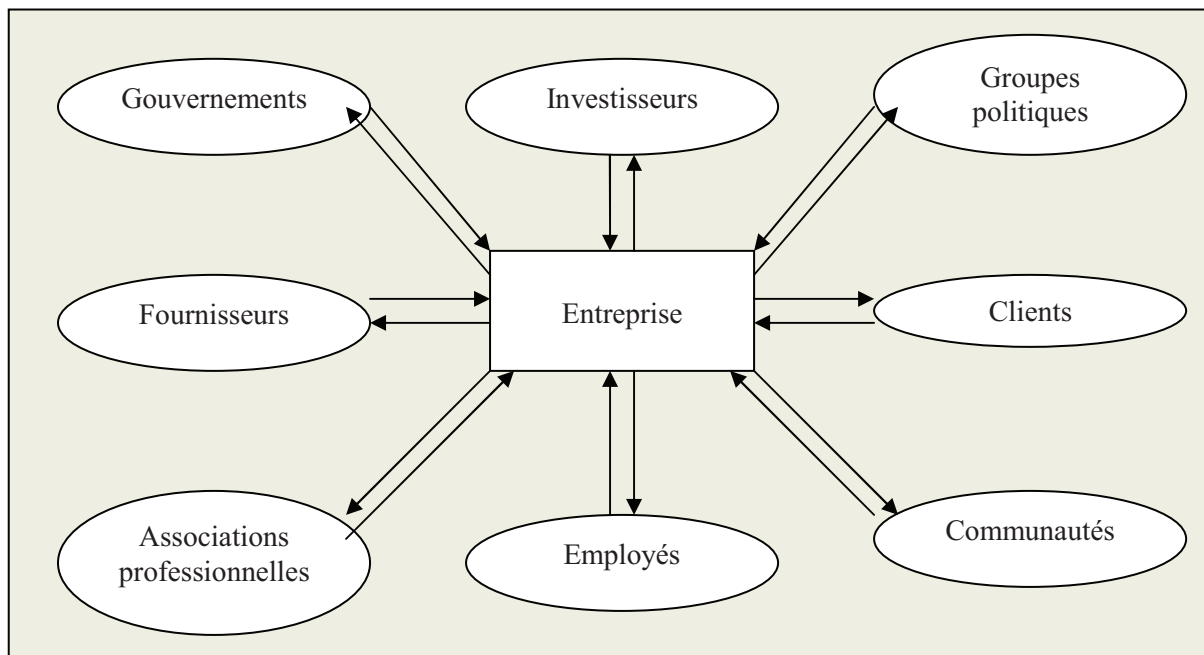 Gouvernements
Investisseurs
Groupes
politiques
Fournisseurs
Entreprise
Clients
Associations
professionnelles
Employés
Communautés